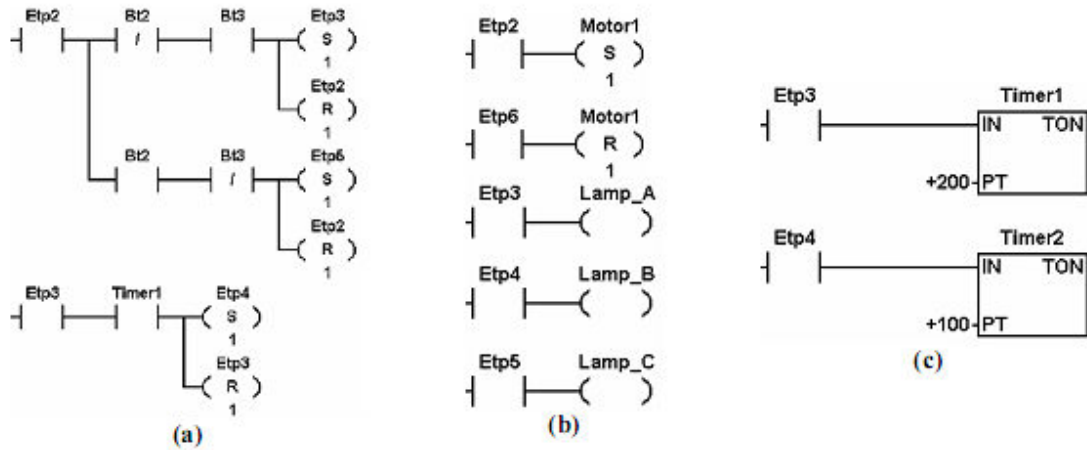 Etp2 Bt2 Bt3 Etp3
/ S
1
Etp2
R
1
Bt2 Bt3 Etp5
/ S
1
Etp2
R
1
Etp3 Timer1 Etp4
S
1
Etp3
R
1
(a)
Etp2 Motor1
S
1
Etp6 Motor1
R
1
Etp3 Lamp_A
Etp4 Lamp_B
Etp5 Lamp_C
(b)
Etp3 Timer1
IN TON
+200 PT
Etp4 Timer2
IN TON
+100 PT
(c)